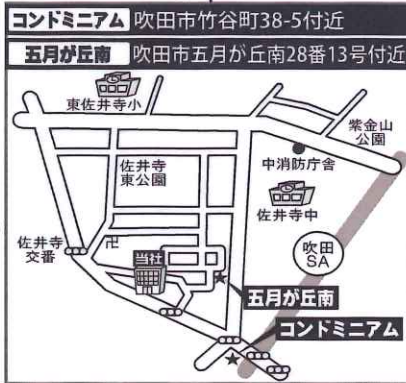 コンドミニアム 吹田市竹谷町38-5付近
五月が丘南 吹田市五月が丘南28番13号付近
東佐井寺小
紫金山
公園
佐井寺
東公園
中消防庁舎
佐井寺中
佐井寺
交番
卍
当社
吹田
SA
五月が丘南
コンドミニアム